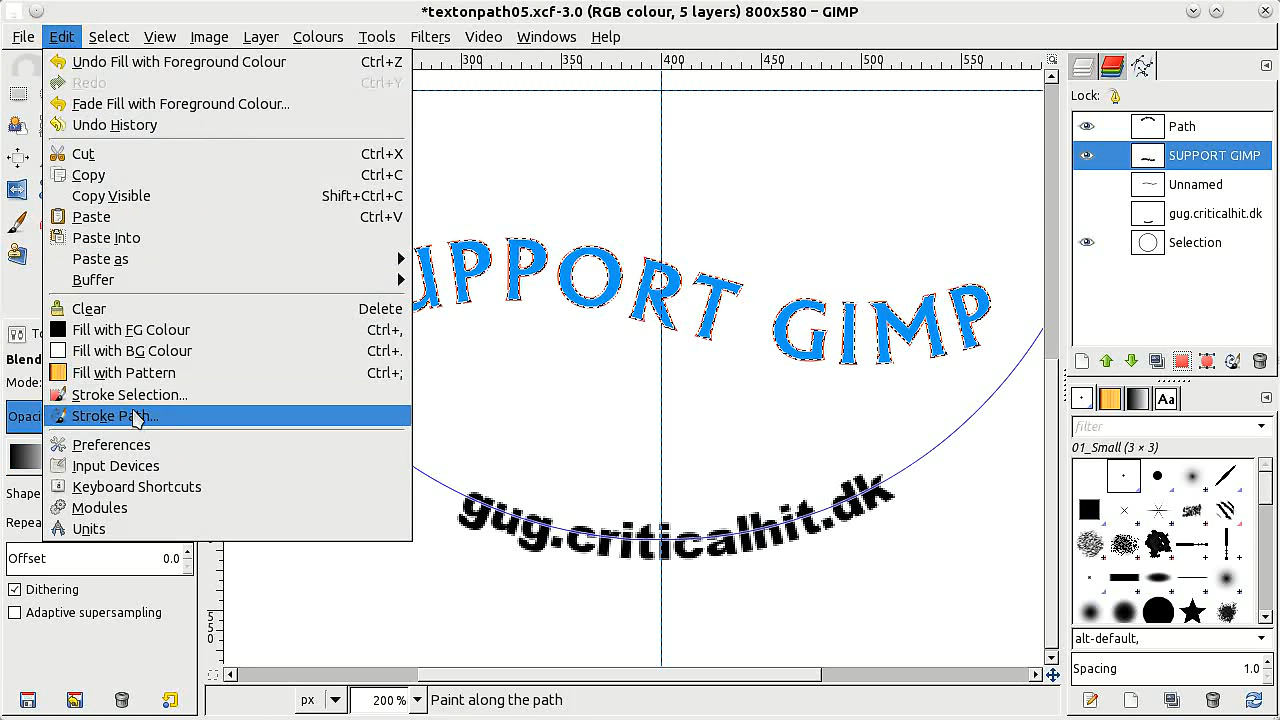 *textonpath05.xcf-3.0 (RGB colour, 5 layers) 800x580 – GIMP
File Edit Select View Image Layer Colours Tools Filters Video Windows Help
Undo Fill with Foreground Colour Ctrl+Z
Redo Ctrl+Y
Fade Fill with Foreground Colour...
Undo History
Cut Ctrl+X
Copy Ctrl+C
Copy Visible Shift+Ctrl+C
Paste Ctrl+V
Paste Into
Paste as
Buffer
Clear Delete
Fill with FG Colour Ctrl+,
Fill with BG Colour Ctrl+.
Fill with Pattern Ctrl+;
Stroke Selection...
Stroke Path...
Preferences
Input Devices
Keyboard Shortcuts
Modules
Units
Blen
Mode:
Opaci
Shape
Repea
Offset 0.0
Dithering
Adaptive supersampling
300 350 400 450 500 550
UPPORT GIMP
gug.criticalhit.dk
550
px 200 % Paint along the path
Lock:
Path
SUPPORT GIMP
Unnamed
gug.criticalhit.dk
Selection
Aa
filter
01_Small (3 × 3)
alt-default,
Spacing 1.0